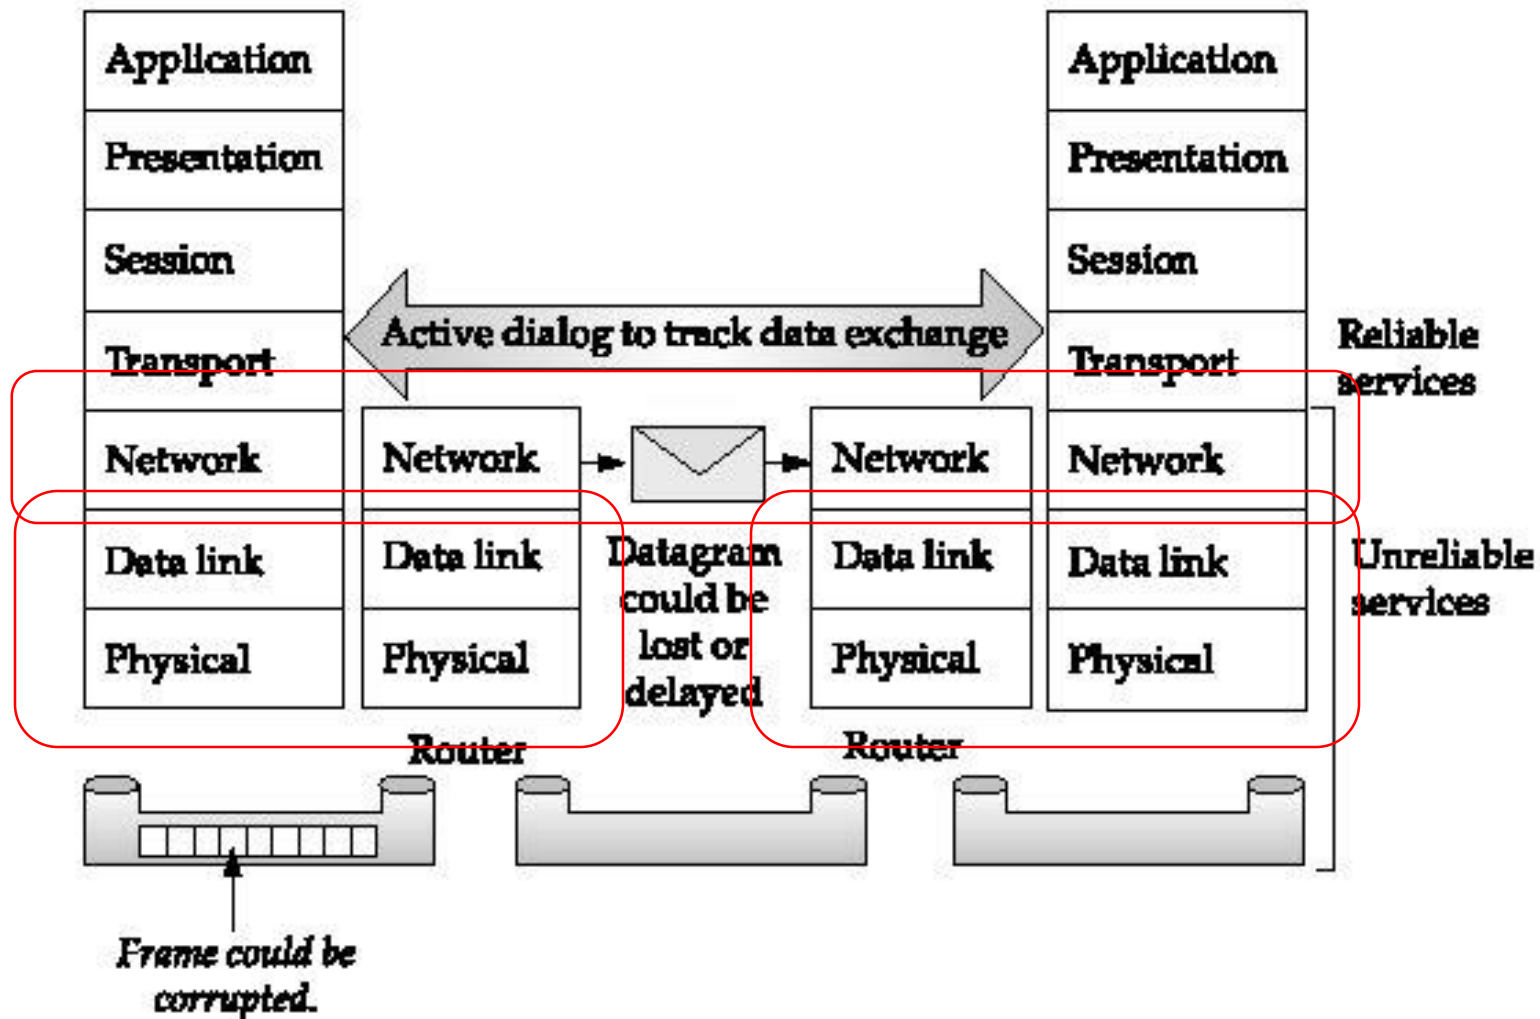 Application
Presentation
Session
Transport
Network
Data link
Physical
Active dialog to track data exchange
Network
Data link
Physical
Router
Datagram
could be
lost or
delayed
Network
Data link
Physical
Router
Application
Presentation
Session
Transport
Network
Data link
Physical
Reliable
services
Unreliable
services
Frame could be
corrupted.